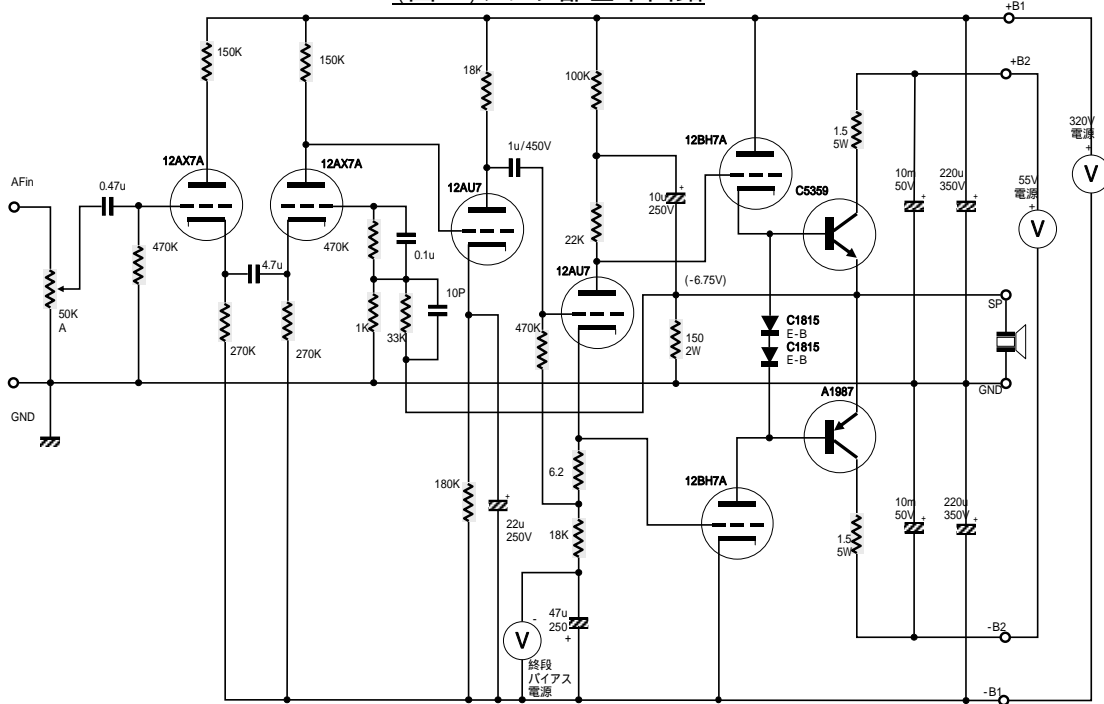 +B1
150K
150K
18K
100K
+B2
320V
電源
+
12AX7A
12AX7A
12BH7A
1.5
5W
10m
50V
+
220u
350V
+
55V
電源
+
V
V
AFin
0.47u
1u/450V
12AU7
C5359
10u
250V
+
470K
470K
0.1u
22K
4.7u
10P
12AU7
(-6.75V)
SP
50K
A
1K
33K
470K
150
2W
C1815
E-B
C1815
E-B
270K
270K
GND
GND
A1987
6.2
12BH7A
180K
22u
250V
+
18K
1.5
5W
10m
50V
+
220u
350V
+
47u
250
+
V
-
終段
バイアス
電源
-B2
-B1